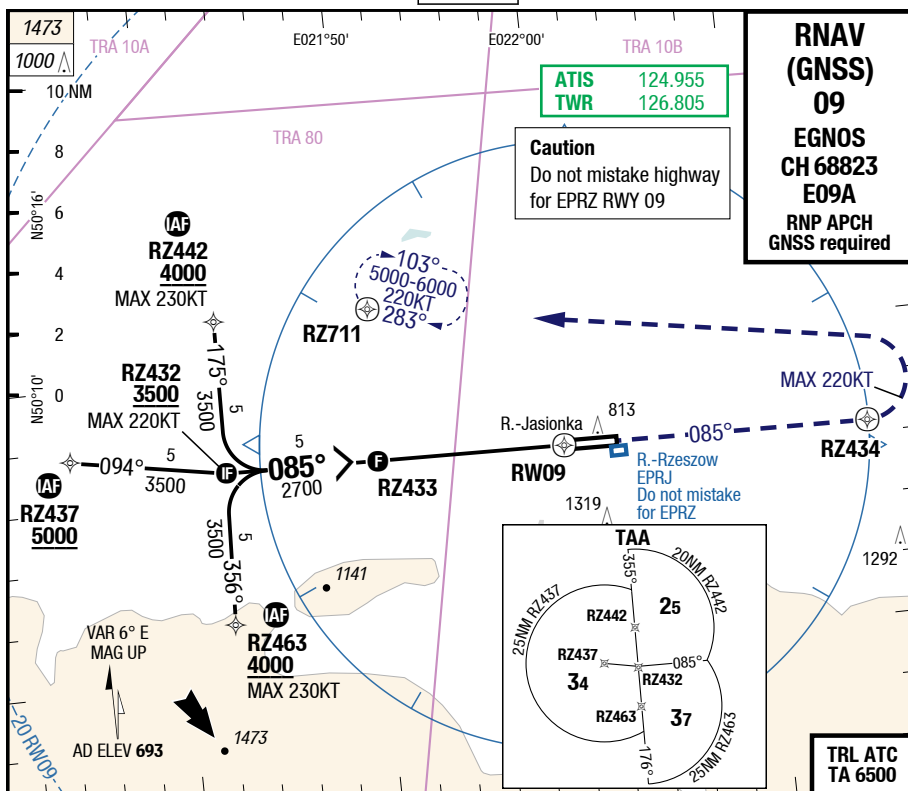 1473
1000
TRA 10A
E021°50'
E022°00'
TRA 10B
10 NM
8
6
4
2
0
N50°16'
N50°10'
TRA 80
ATIS 124.955
TWR 126.805
Caution
Do not mistake highway
for EPRZ RWY 09
RNAV
(GNSS)
09
EGNOS
CH 68823
E09A
RNP APCH
GNSS required
IAF
RZ442
4000
MAX 230KT
103°
5000-6000
220KT
283°
RZ711
175°
5
3500
RZ432
3500
MAX 220KT
MAX 220KT
813
R.-Jasionka
085°
RZ434
094°
5
3500
IF
5
085°
2700
F
RZ433
RW09
R.-Rzeszow
EPRJ
Do not mistake
for EPRZ
IAF
RZ437
5000
5
3500
356°
1319
1292
1141
IAF
RZ463
4000
MAX 230KT
VAR 6° E
MAG UP
AD ELEV 693
1473
20 RW09
TAA
355°
20NM RZ442
25NM RZ437
RZ442
25
RZ437
085°
RZ432
34
RZ463
37
176°
25NM RZ463
TRL ATC
TA 6500